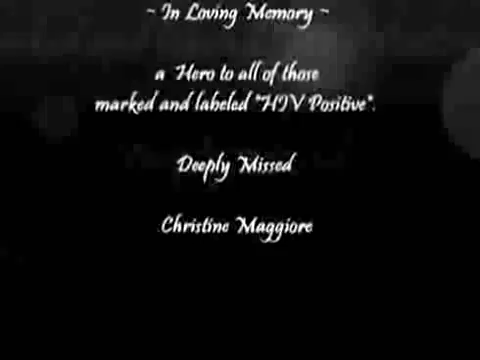 ~ In Loving Memory ~
a Hero to all of those
marked and labeled "HIV Positive".
Deeply Missed
Christine Maggiore